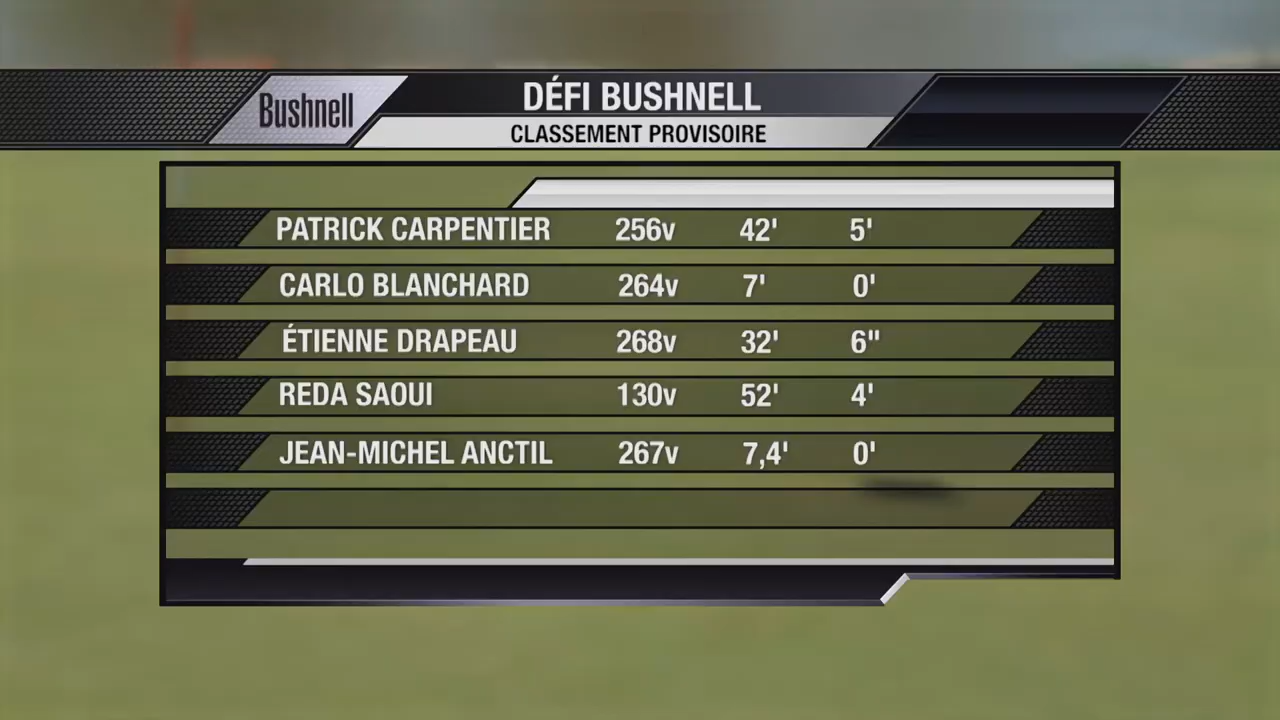 Bushnell
DÉFI BUSHNELL
CLASSEMENT PROVISOIRE
PATRICK CARPENTIER 256v 42' 5'
CARLO BLANCHARD 264v 7' 0'
ÉTIENNE DRAPEAU 268v 32' 6"
REDA SAOUI 130v 52' 4'
JEAN-MICHEL ANCTIL 267v 7,4' 0'